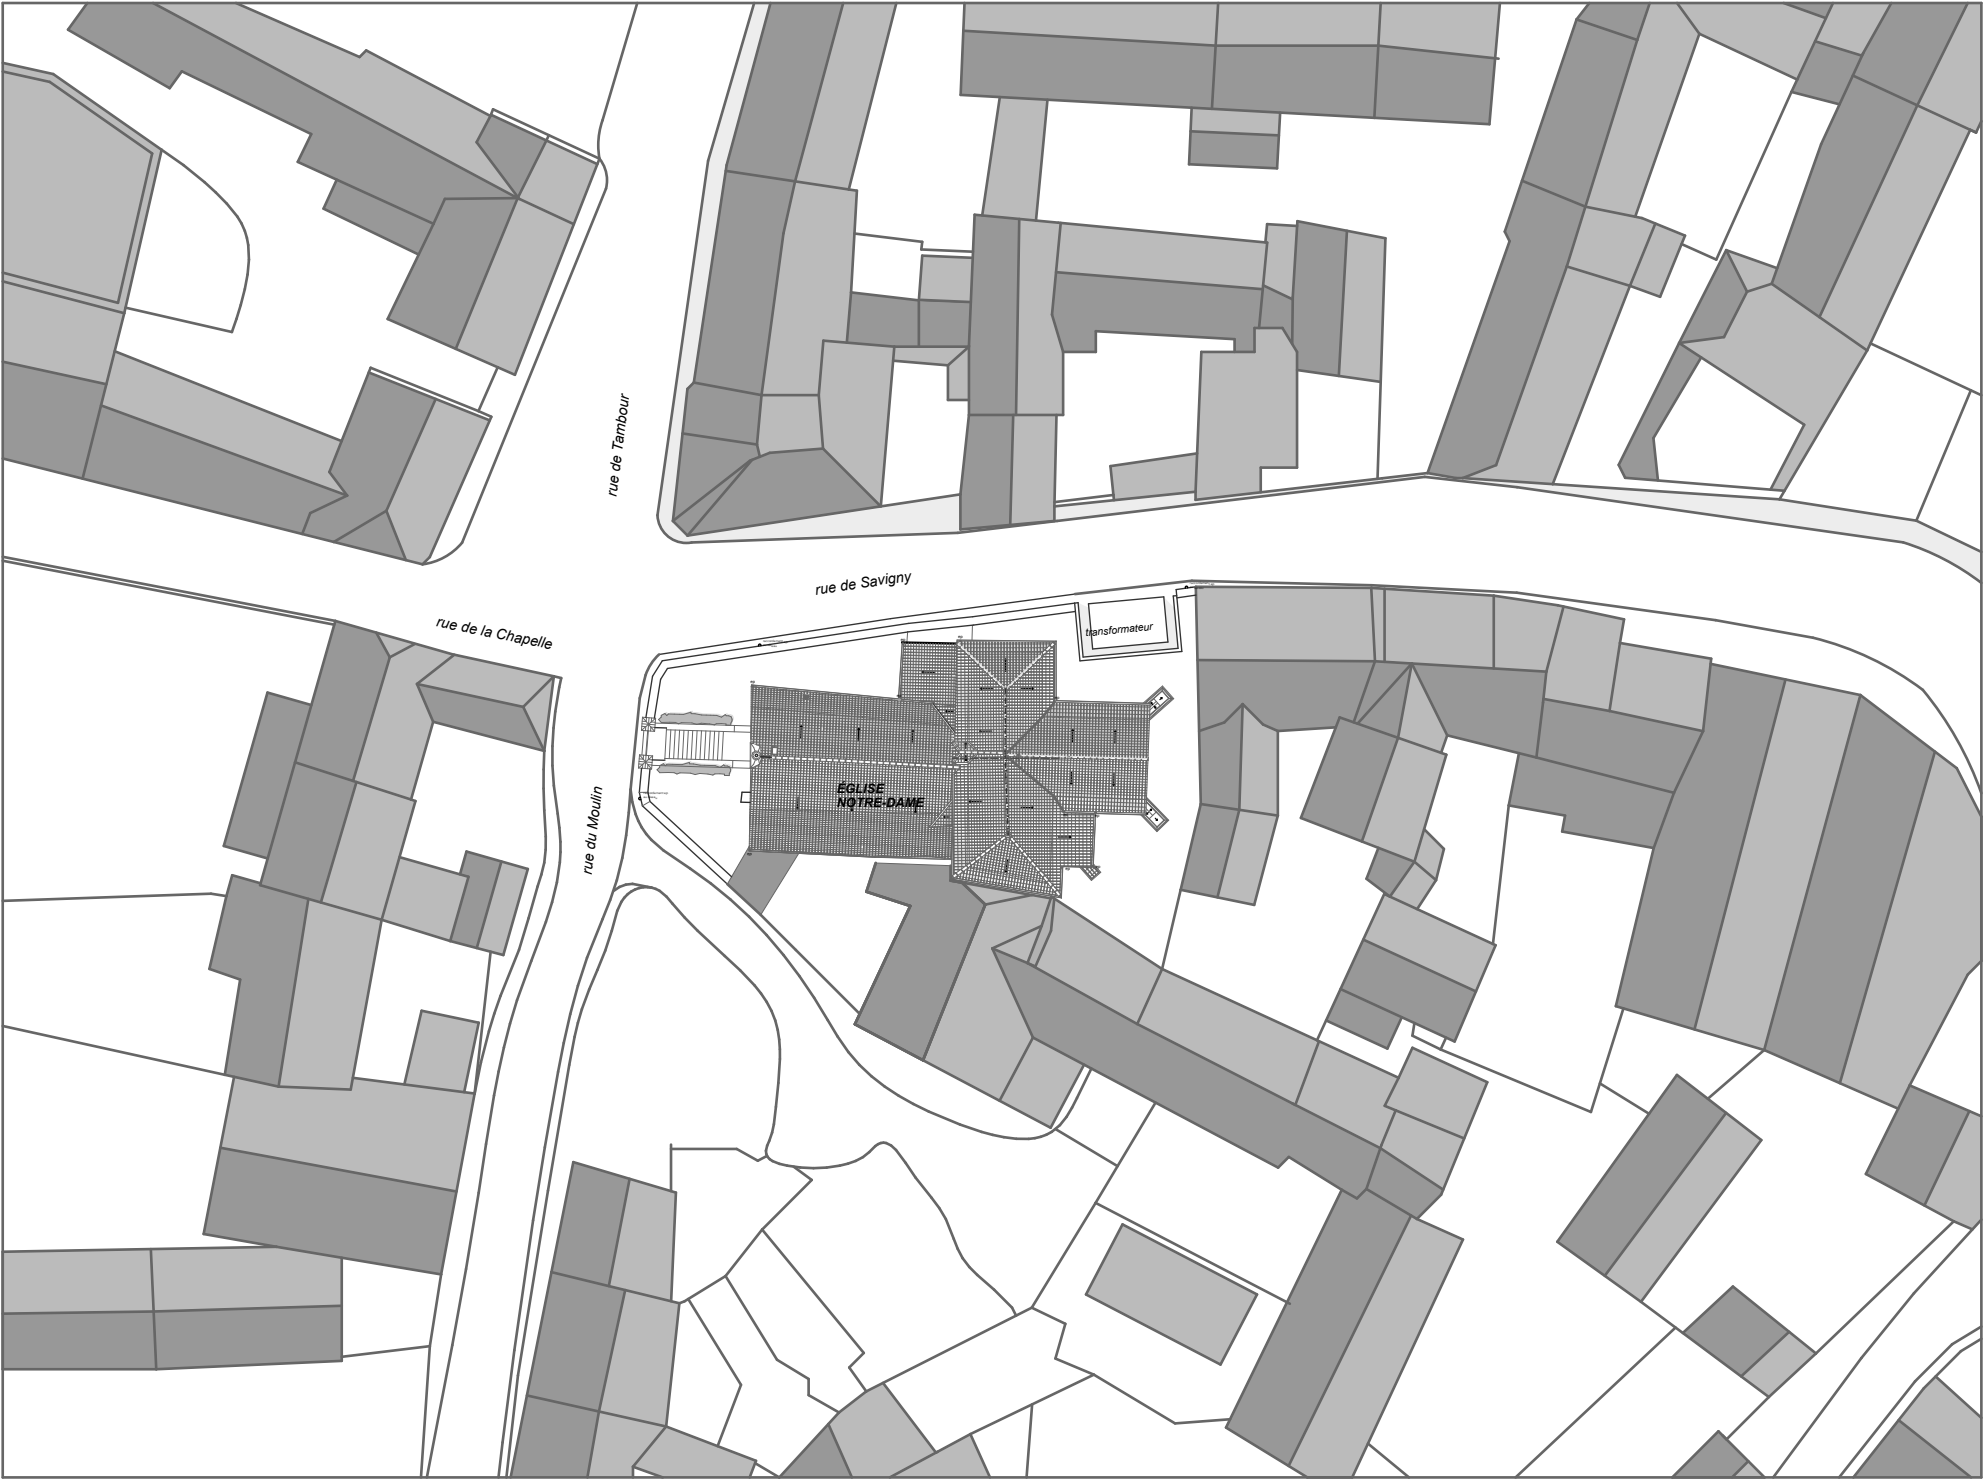 rue de Tambour
rue de Savigny
rue de la Chapelle
transformateur
rue du Moulin
ÉGLISE
NOTRE-DAME